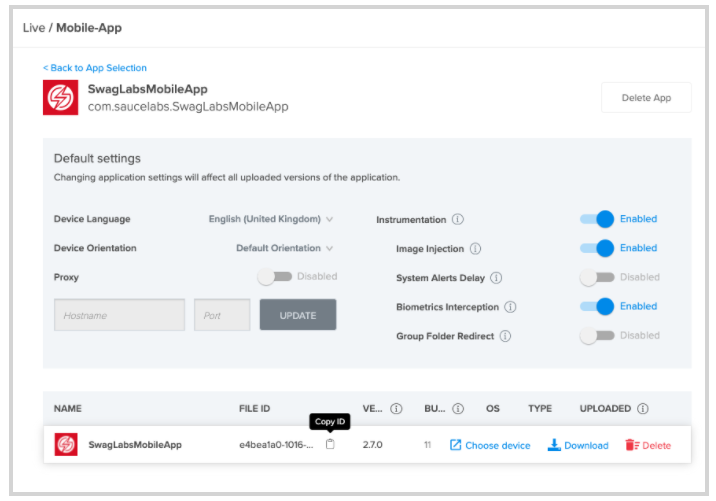 Live / Mobile-App
< Back to App Selection
SwagLabsMobileApp
com.saucelabs.SwagLabsMobileApp
Delete App
Default settings
Changing application settings will affect all uploaded versions of the application.
Device Language English (United Kingdom) Instrumentation Enabled
Device Orientation Default Orientation Image Injection Enabled
Proxy Disabled System Alerts Delay Disabled
Hostname Port UPDATE Biometrics Interception Enabled
Group Folder Redirect Disabled
NAME FILE ID VE... BU... OS TYPE UPLOADED
Copy ID
SwagLabsMobileApp e4bea1a0-1016-... 2.7.0 11 Choose device Download Delete